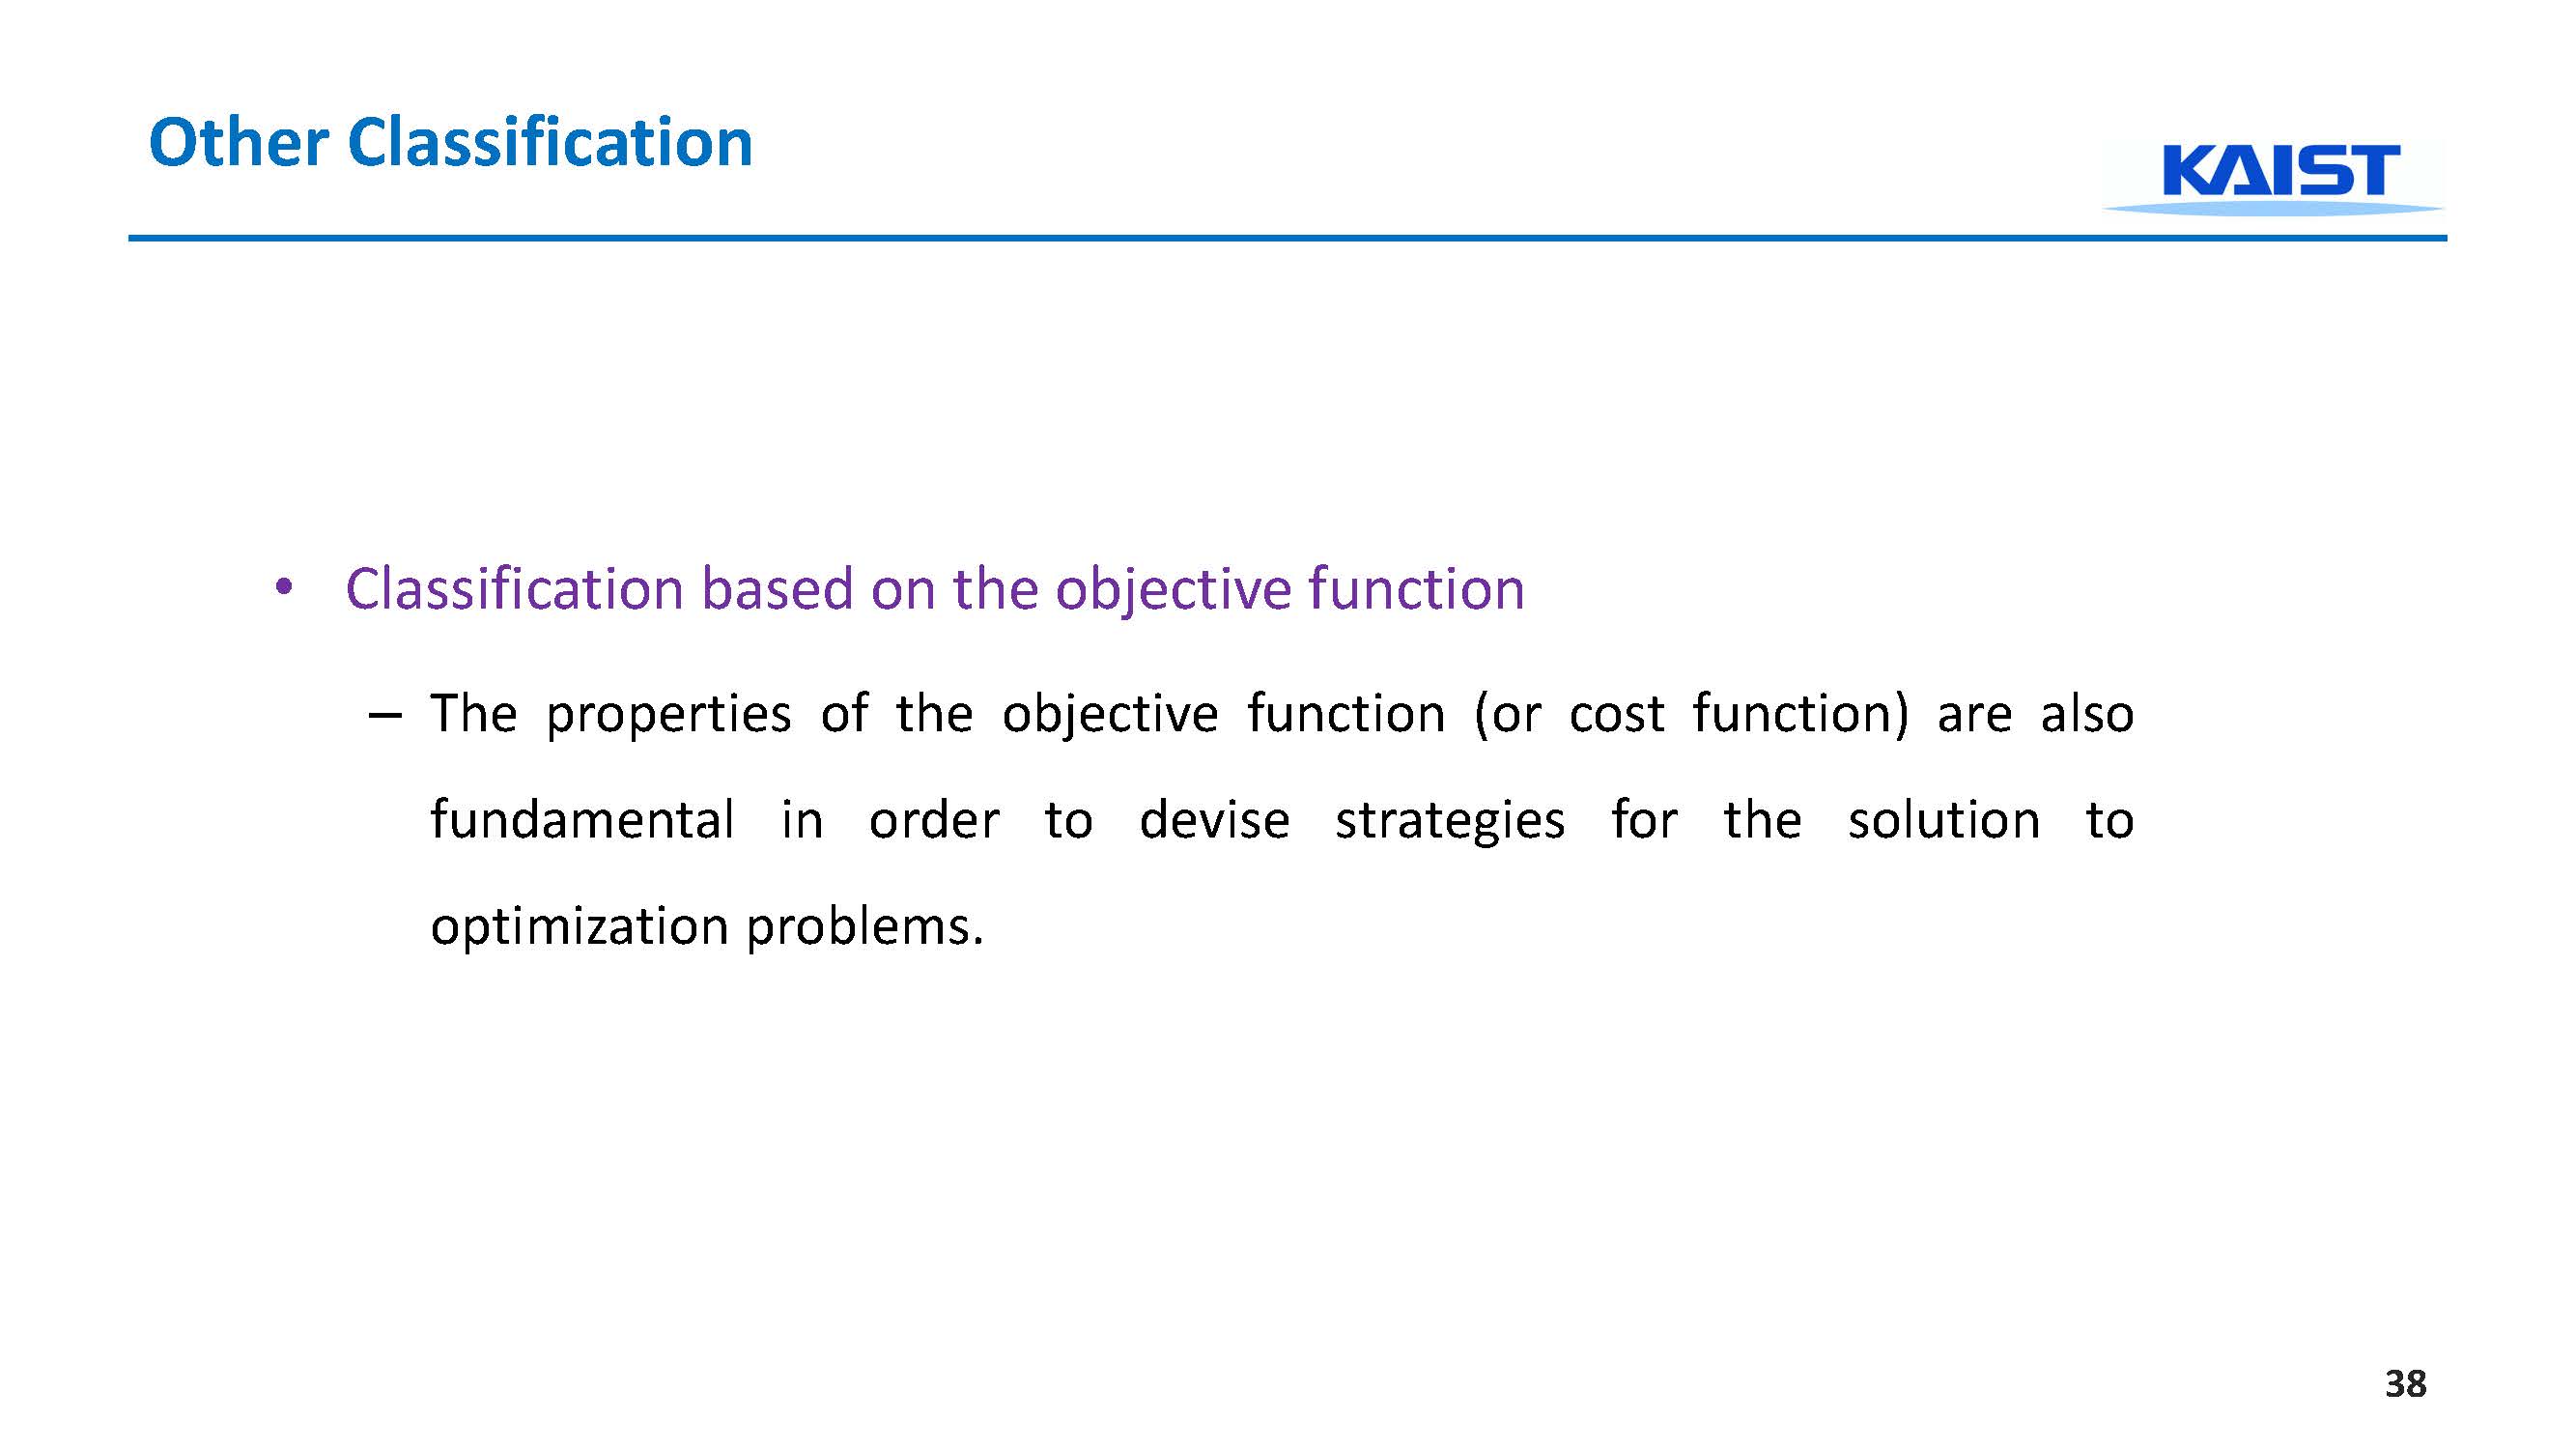 Other Classification
KAIST
• Classification based on the objective function
– The properties of the objective function (or cost function) are also
fundamental in order to devise strategies for the solution to
optimization problems.
38